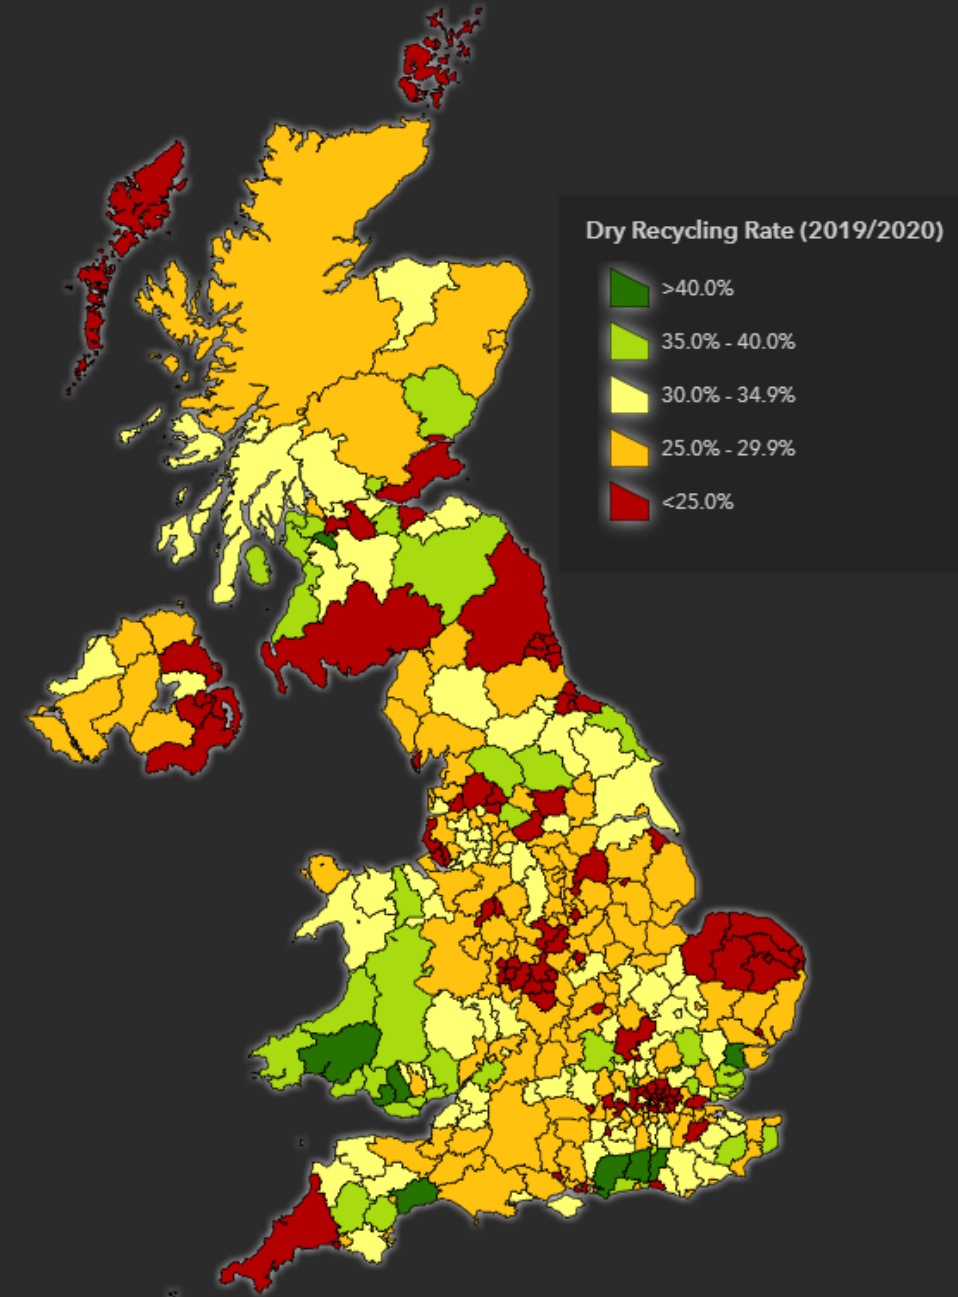 Dry Recycling Rate (2019/2020)
>40.0%
35.0% - 40.0%
30.0% - 34.9%
25.0% - 29.9%
<25.0%